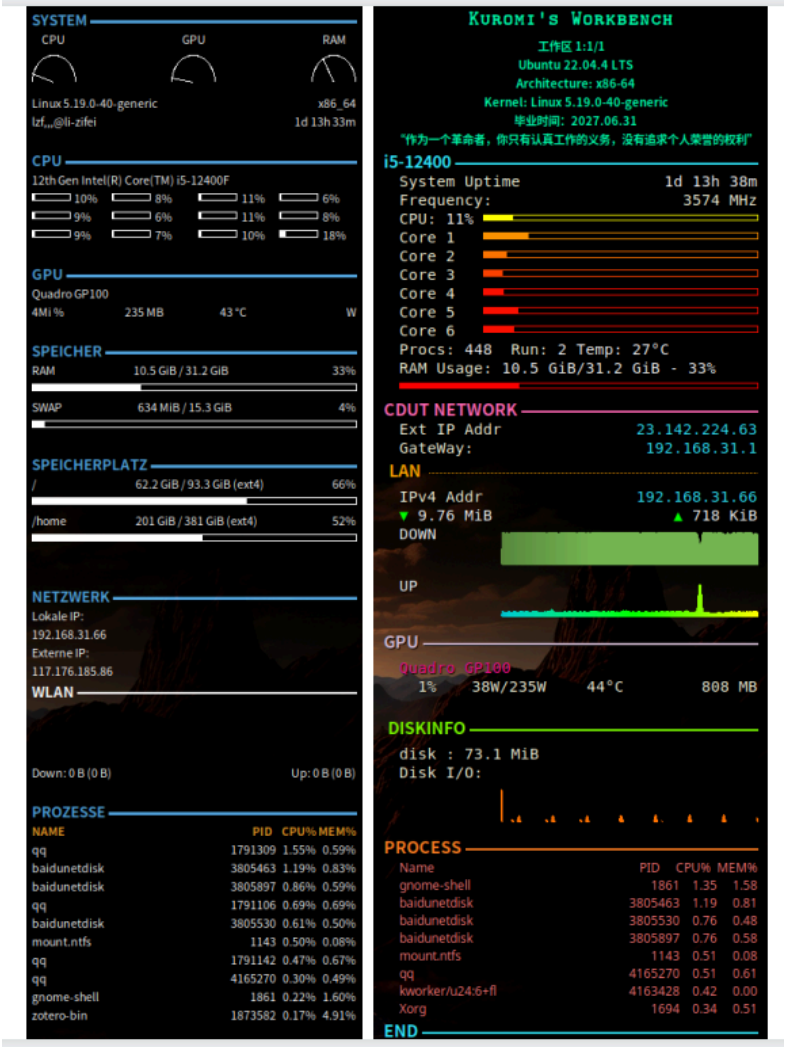 SYSTEM
CPU GPU RAM
Linux 5.19.0-40-generic x86_64
lzf,,,@li-zifei 1d 13h 33m
CPU
12th Gen Intel(R) Core(TM) i5-12400F
10% 8% 11% 6%
9% 6% 11% 8%
9% 7% 10% 18%
GPU
Quadro GP100
4Mi % 235 MB 43°C W
SPEICHER
RAM 10.5 GiB / 31.2 GiB 33%
SWAP 634 MiB / 15.3 GiB 4%
SPEICHERPLATZ
/ 62.2 GiB / 93.3 GiB (ext4) 66%
/home 201 GiB / 381 GiB (ext4) 52%
NETZWERK
Lokale IP:
192.168.31.66
Externe IP:
117.176.185.86
WLAN
Down: 0 B (0 B) Up: 0 B (0 B)
PROZESSE
NAME PID CPU% MEM%
qq 1791309 1.55% 0.59%
baidunetdisk 3805463 1.19% 0.83%
baidunetdisk 3805897 0.86% 0.59%
qq 1791106 0.69% 0.69%
baidunetdisk 3805530 0.61% 0.50%
mount.ntfs 1143 0.50% 0.08%
qq 1791142 0.47% 0.67%
qq 4165270 0.30% 0.49%
gnome-shell 1861 0.22% 1.60%
zotero-bin 1873582 0.17% 4.91%
Kuromi's Workbench
工作区 1:1/1
Ubuntu 22.04.4 LTS
Architecture: x86-64
Kernel: Linux 5.19.0-40-generic
毕业时间：2027.06.31
“作为一个革命者，你只有认真工作的义务，没有追求个人荣誉的权利”
i5-12400
System Uptime 1d 13h 38m
Frequency: 3574 MHz
CPU: 11%
Core 1
Core 2
Core 3
Core 4
Core 5
Core 6
Procs: 448 Run: 2 Temp: 27°C
RAM Usage: 10.5 GiB/31.2 GiB - 33%
CDUT NETWORK
Ext IP Addr 23.142.224.63
GateWay: 192.168.31.1
LAN
IPv4 Addr 192.168.31.66
▼ 9.76 MiB ▲ 718 KiB
DOWN
UP
GPU
Quadro GP100
1% 38W/235W 44°C 808 MB
DISKINFO
disk : 73.1 MiB
Disk I/O:
PROCESS
Name PID CPU% MEM%
gnome-shell 1861 1.35 1.58
baidunetdisk 3805463 1.19 0.81
baidunetdisk 3805530 0.76 0.48
baidunetdisk 3805897 0.76 0.58
mount.ntfs 1143 0.51 0.08
qq 4165270 0.51 0.61
kworker/u24:6+fl 4163428 0.42 0.00
Xorg 1694 0.34 0.51
END